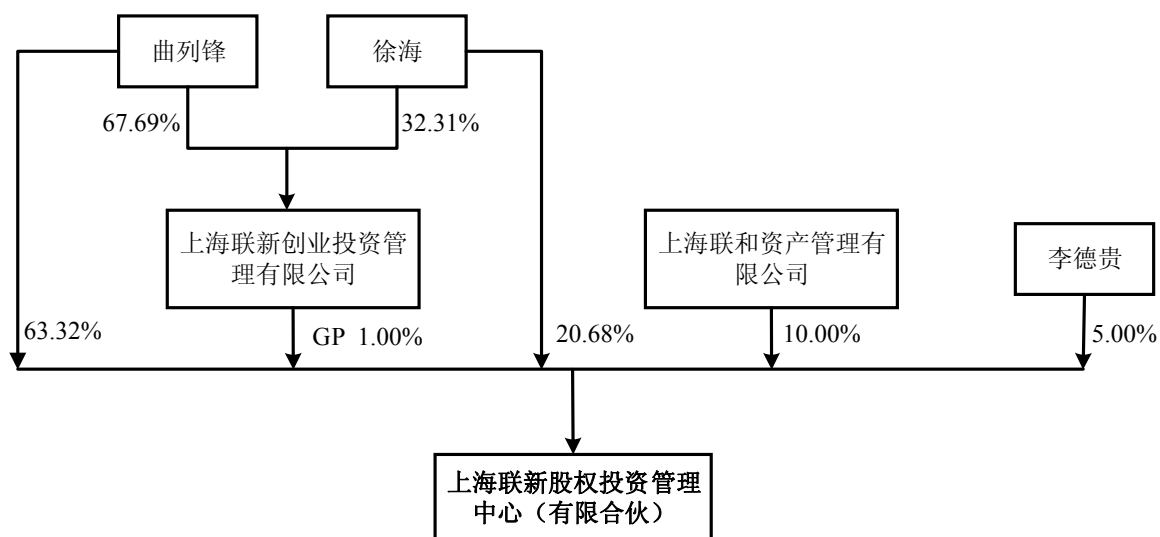 曲列锋
徐海
67.69%
32.31%
上海联新创业投资管
理有限公司
上海联和资产管理有
限公司
李德贵
63.32%
GP 1.00%
20.68%
10.00%
5.00%
上海联新股权投资管理
中心（有限合伙）